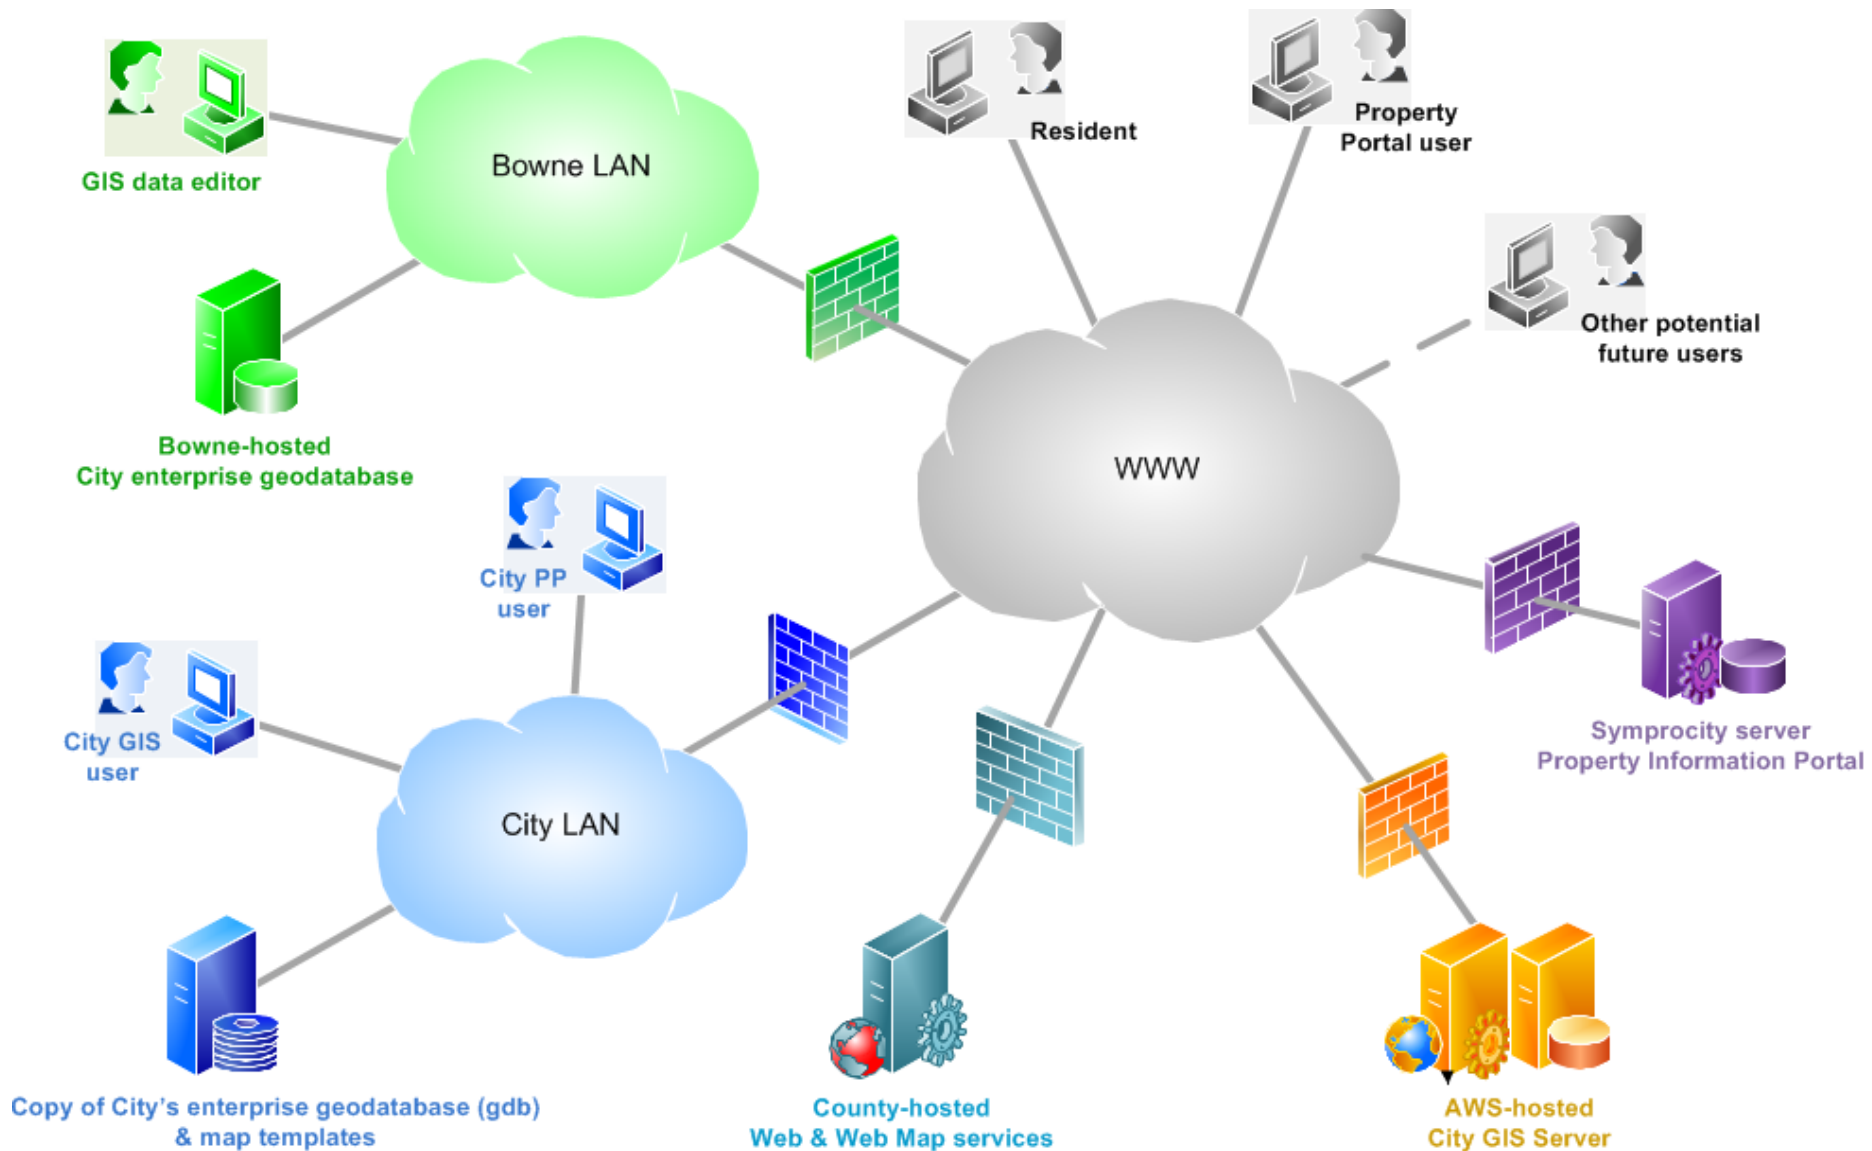 Resident
Property
Portal user
Bowne LAN
GIS data editor
Other potential
future users
Bowne-hosted
City enterprise geodatabase
WWW
City PP
user
City GIS
user
Symprocity server
Property Information Portal
City LAN
Copy of City's enterprise geodatabase (gdb)
& map templates
County-hosted
Web & Web Map services
AWS-hosted
City GIS Server